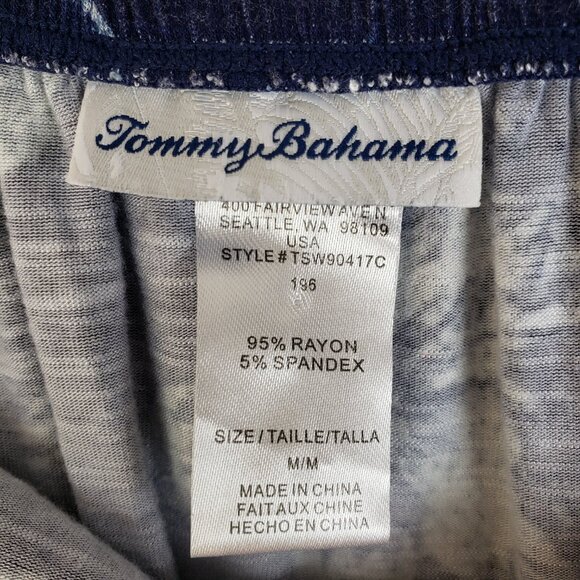 Tommy Bahama
400 FAIRVIEW AVE N
SEATTLE, WA 98109
USA
STYLE# TSW90417C
196
95% RAYON
5% SPANDEX
SIZE / TAILLE / TALLA
M/M
MADE IN CHINA
FAIT AUX CHINE
HECHO EN CHINA